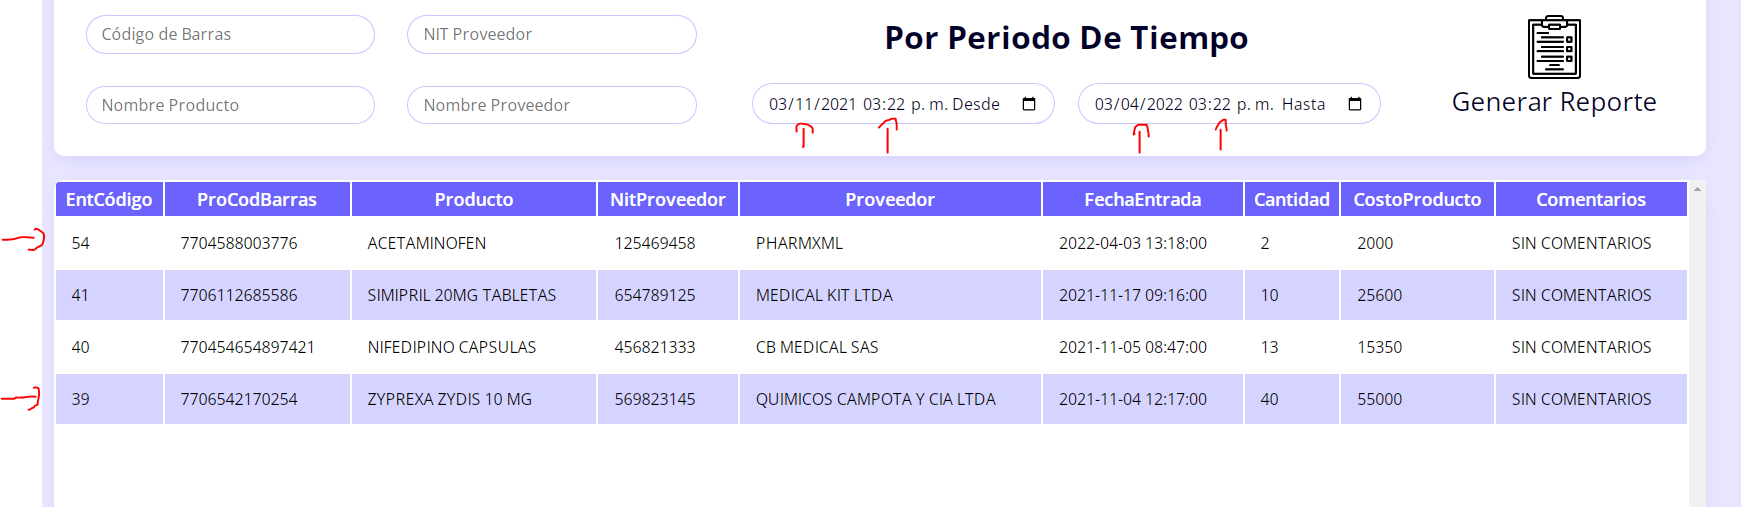 Código de Barras
NIT Proveedor
Por Periodo De Tiempo
Nombre Producto
Nombre Proveedor
03/11/2021 03:22 p. m. Desde
03/04/2022 03:22 p. m. Hasta
Generar Reporte
EntCódigo ProCodBarras Producto NitProveedor Proveedor FechaEntrada Cantidad CostoProducto Comentarios
54 7704588003776 ACETAMINOFEN 125469458 PHARMXML 2022-04-03 13:18:00 2 2000 SIN COMENTARIOS
41 7706112685586 SIMIPRIL 20MG TABLETAS 654789125 MEDICAL KIT LTDA 2021-11-17 09:16:00 10 25600 SIN COMENTARIOS
40 770454654897421 NIFEDIPINO CAPSULAS 456821333 CB MEDICAL SAS 2021-11-05 08:47:00 13 15350 SIN COMENTARIOS
39 7706542170254 ZYPREXA ZYDIS 10 MG 569823145 QUIMICOS CAMPOTA Y CIA LTDA 2021-11-04 12:17:00 40 55000 SIN COMENTARIOS